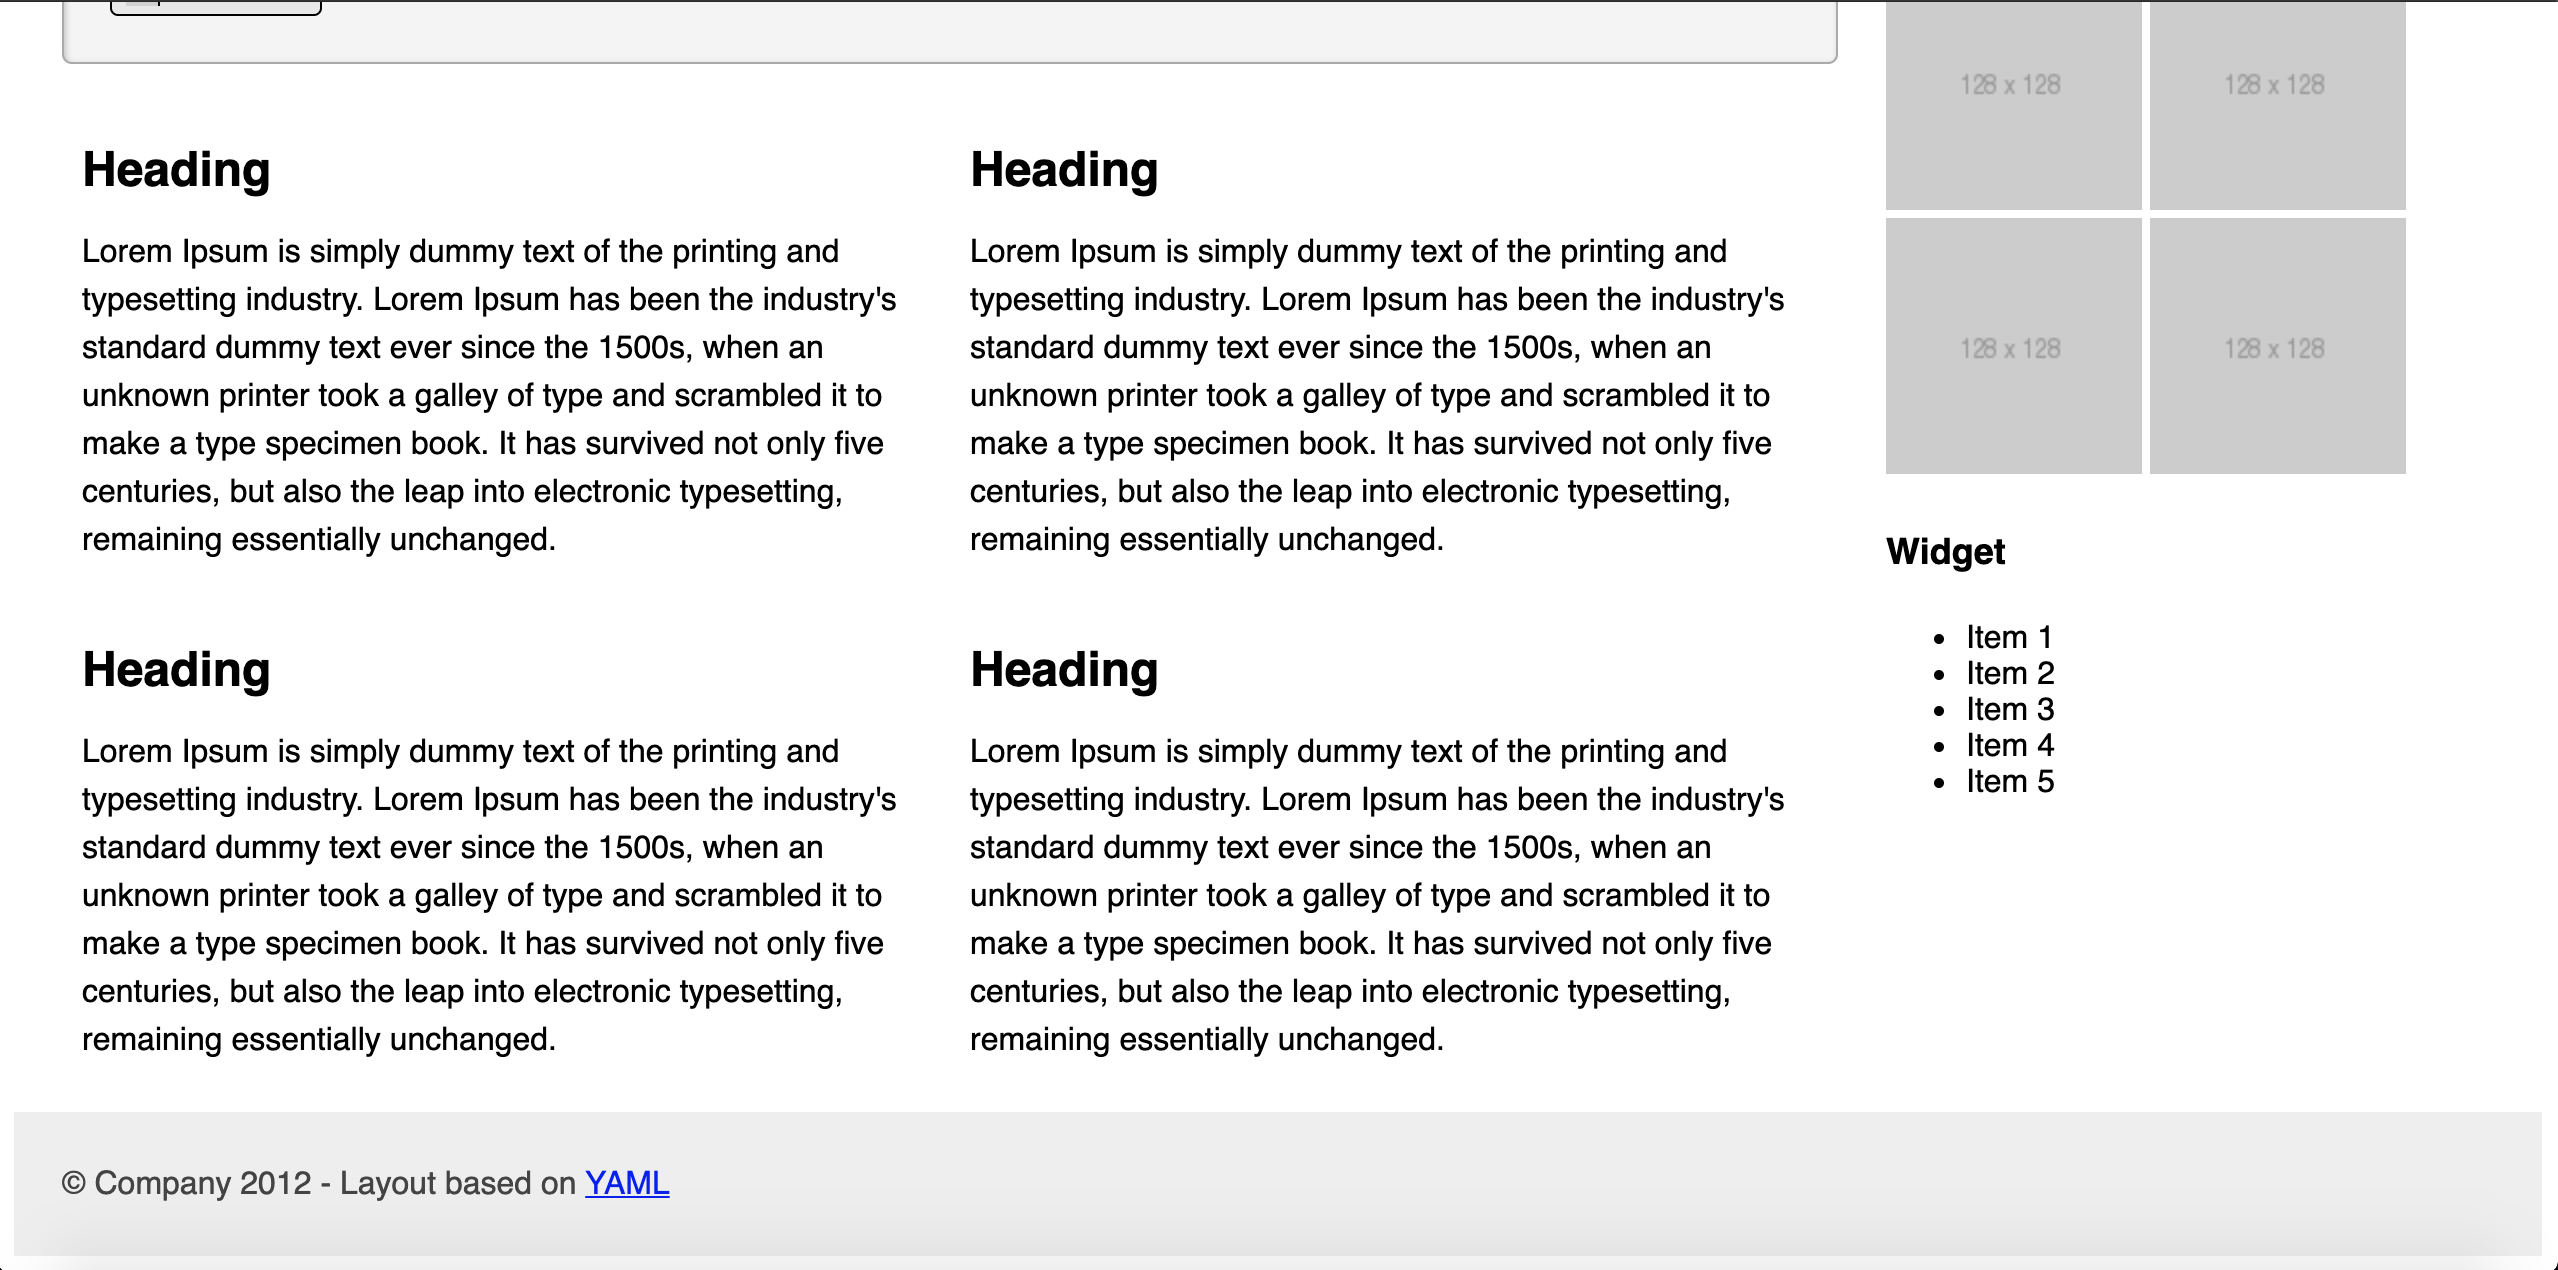 Heading
Lorem Ipsum is simply dummy text of the printing and
typesetting industry. Lorem Ipsum has been the industry's
standard dummy text ever since the 1500s, when an
unknown printer took a galley of type and scrambled it to
make a type specimen book. It has survived not only five
centuries, but also the leap into electronic typesetting,
remaining essentially unchanged.
Heading
Lorem Ipsum is simply dummy text of the printing and
typesetting industry. Lorem Ipsum has been the industry's
standard dummy text ever since the 1500s, when an
unknown printer took a galley of type and scrambled it to
make a type specimen book. It has survived not only five
centuries, but also the leap into electronic typesetting,
remaining essentially unchanged.
Heading
Lorem Ipsum is simply dummy text of the printing and
typesetting industry. Lorem Ipsum has been the industry's
standard dummy text ever since the 1500s, when an
unknown printer took a galley of type and scrambled it to
make a type specimen book. It has survived not only five
centuries, but also the leap into electronic typesetting,
remaining essentially unchanged.
Heading
Lorem Ipsum is simply dummy text of the printing and
typesetting industry. Lorem Ipsum has been the industry's
standard dummy text ever since the 1500s, when an
unknown printer took a galley of type and scrambled it to
make a type specimen book. It has survived not only five
centuries, but also the leap into electronic typesetting,
remaining essentially unchanged.
128 x 128
128 x 128
128 x 128
128 x 128
Widget
• Item 1
• Item 2
• Item 3
• Item 4
• Item 5
© Company 2012 - Layout based on YAML